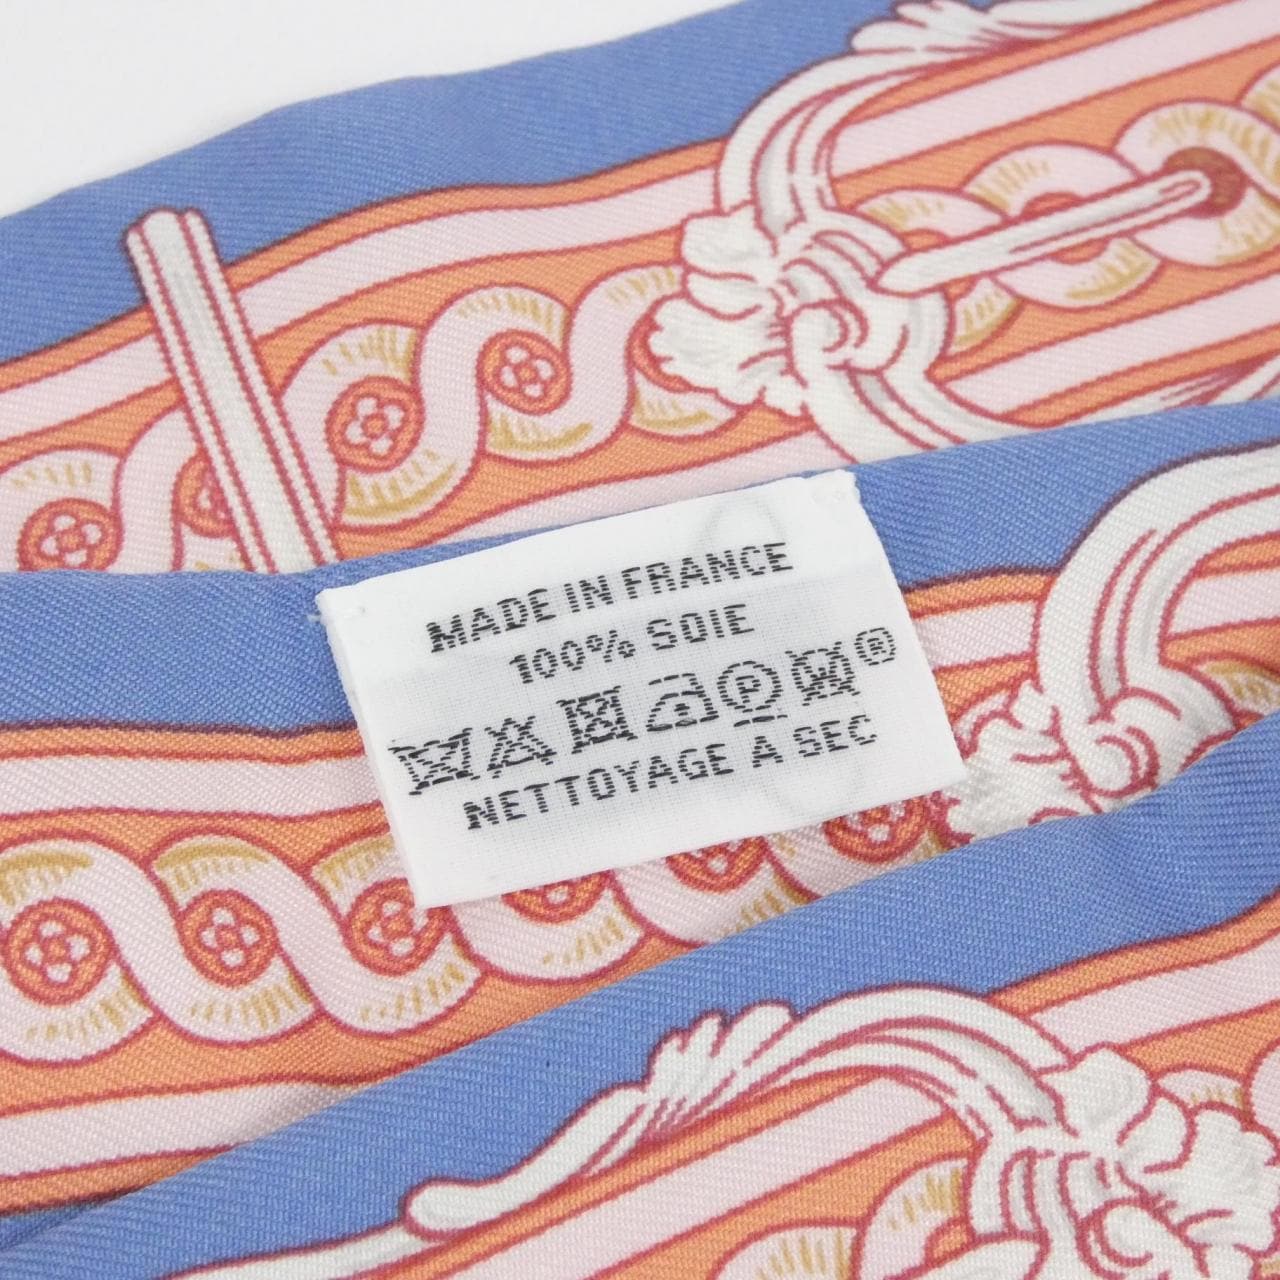 MADE IN FRANCE
100% SOIE
P ®
NETTOYAGE A SEC